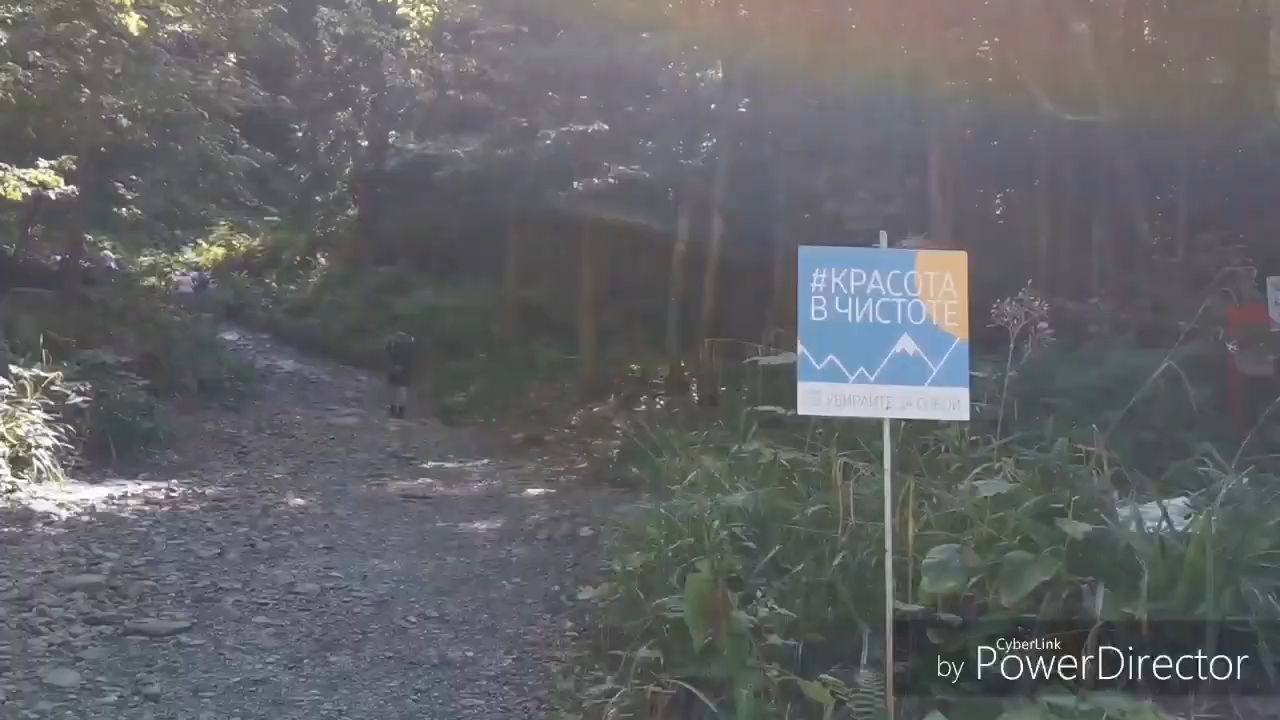 #КРАСОТА
В ЧИСТОТЕ
УБИРАЙТЕ ЗА СОБОЙ
CyberLink
by PowerDirector